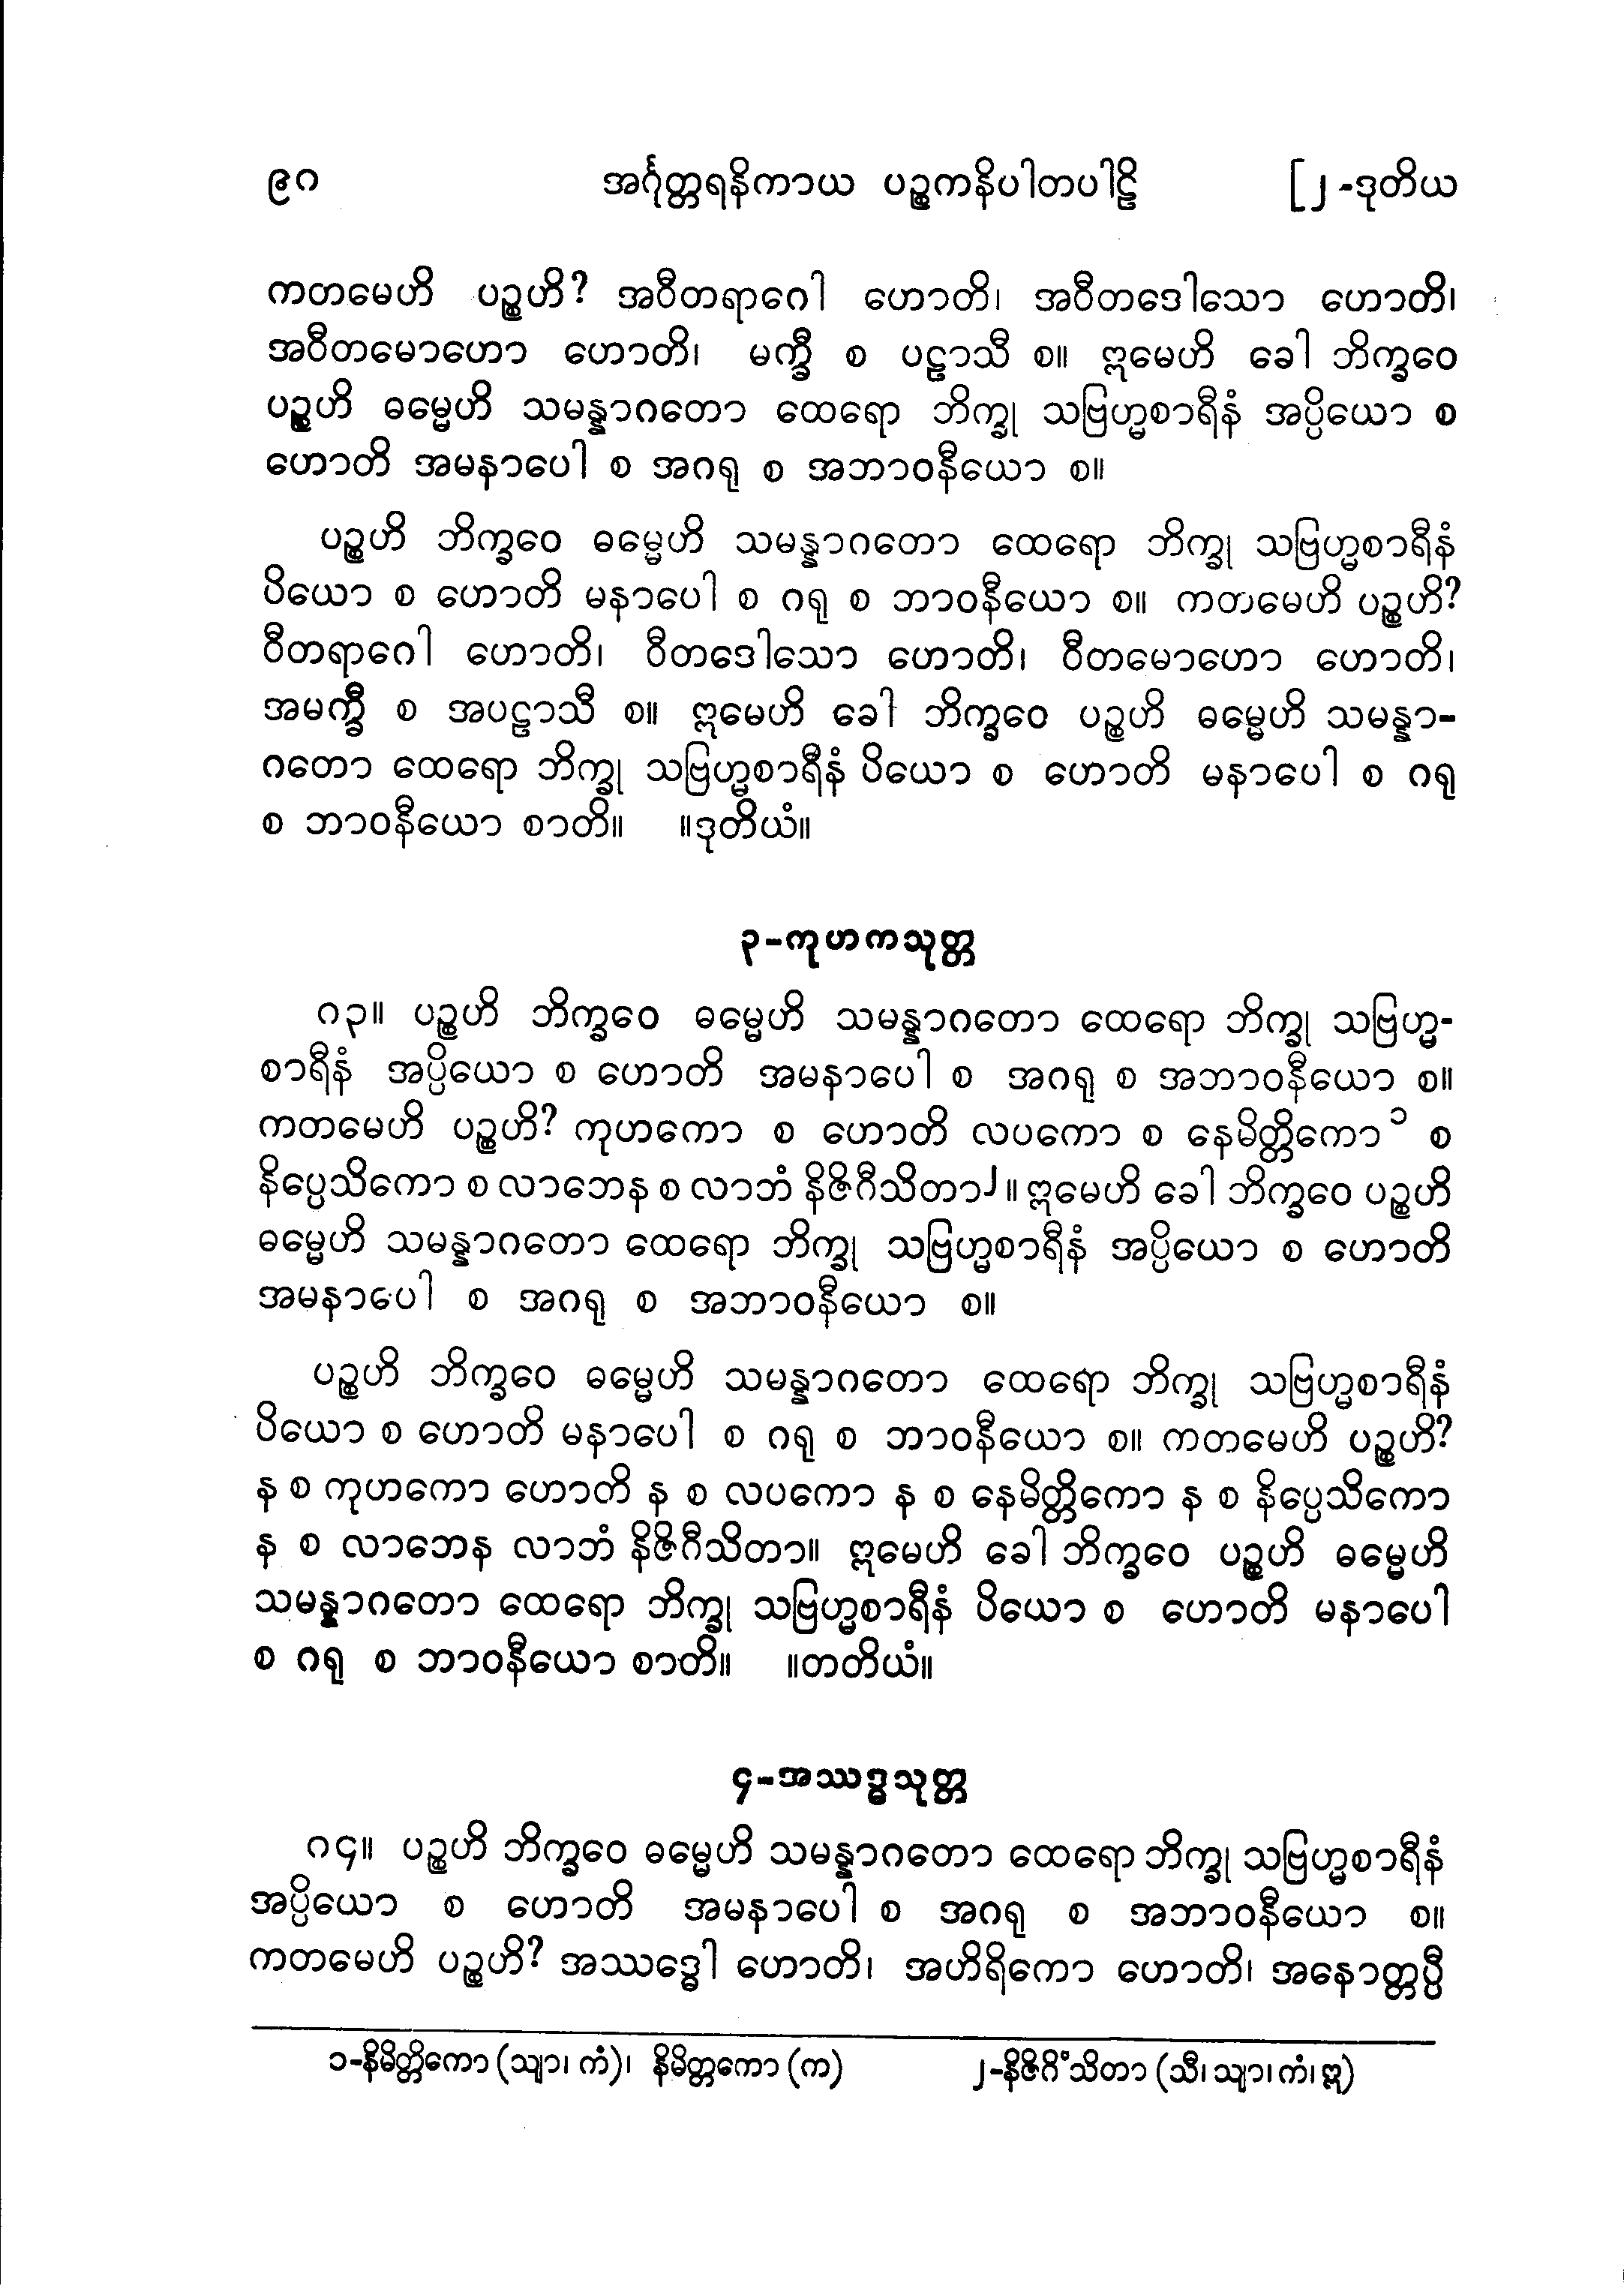 ၉၈ အင်္ဂုတ္တရနိကာယ ပဉ္စကနိပါတပါဠိ [၂-ဒုတိယ
ကတမေဟိ ပဉ္စဟိ? အဝီတရာဂေါ ဟောတိ၊ အဝီတဒေါသော ဟောတိ၊
အဝီတမောဟော ဟောတိ၊ မက္ခီ စ ပဠာသီ စ။ ဣမေဟိ ခေါ ဘိက္ခဝေ
ပဉ္စဟိ ဓမ္မေဟိ သမန္နာဂတော ထေရော ဘိက္ခု သဗြဟ္မစာရီနံ အပ္ပိယော စ
ဟောတိ အမနာပေါ စ အဂရု စ အဘာဝနီယော စ။
ပဉ္စဟိ ဘိက္ခဝေ ဓမ္မေဟိ သမန္နာဂတော ထေရော ဘိက္ခု သဗြဟ္မစာရီနံ
ပိယော စ ဟောတိ မနာပေါ စ ဂရု စ ဘာဝနီယော စ။ ကတမေဟိ ပဉ္စဟိ?
ဝီတရာဂေါ ဟောတိ၊ ဝီတဒေါသော ဟောတိ၊ ဝီတမောဟော ဟောတိ၊
အမက္ခီ စ အပဠာသီ စ။ ဣမေဟိ ခေါ ဘိက္ခဝေ ပဉ္စဟိ ဓမ္မေဟိ သမန္နာ-
ဂတော ထေရော ဘိက္ခု သဗြဟ္မစာရီနံ ပိယော စ ဟောတိ မနာပေါ စ ဂရု
စ ဘာဝနီယော စာတိ။ ။ဒုတိယံ။
၃-ကုဟကသုတ္တ
၈၃။ ပဉ္စဟိ ဘိက္ခဝေ ဓမ္မေဟိ သမန္နာဂတော ထေရော ဘိက္ခု သဗြဟ္မ-
စာရီနံ အပ္ပိယော စ ဟောတိ အမနာပေါ စ အဂရု စ အဘာဝနီယော စ။
ကတမေဟိ ပဉ္စဟိ? ကုဟကော စ ဟောတိ လပကော စ နေမိတ္တိကော ၁ စ
နိပ္ပေသိကော စ လာဘေန စ လာဘံ နိဇိဂီသိတာ၂။ ဣမေဟိ ခေါ ဘိက္ခဝေ ပဉ္စဟိ
ဓမ္မေဟိ သမန္နာဂတော ထေရော ဘိက္ခု သဗြဟ္မစာရီနံ အပ္ပိယော စ ဟောတိ
အမနာပေါ စ အဂရု စ အဘာဝနီယော စ။
ပဉ္စဟိ ဘိက္ခဝေ ဓမ္မေဟိ သမန္နာဂတော ထေရော ဘိက္ခု သဗြဟ္မစာရီနံ
ပိယော စ ဟောတိ မနာပေါ စ ဂရု စ ဘာဝနီယော စ။ ကတမေဟိ ပဉ္စဟိ?
န စ ကုဟကော ဟောတိ န စ လပကော န စ နေမိတ္တိကော န စ နိပ္ပေသိကော
န စ လာဘေန လာဘံ နိဇိဂီသိတာ။ ဣမေဟိ ခေါ ဘိက္ခဝေ ပဉ္စဟိ ဓမ္မေဟိ
သမန္နာဂတော ထေရော ဘိက္ခု သဗြဟ္မစာရီနံ ပိယော စ ဟောတိ မနာပေါ
စ ဂရု စ ဘာဝနီယော စာတိ။ ။တတိယံ။
၄-အဿဒ္ဓသုတ္တ
၈၄။ ပဉ္စဟိ ဘိက္ခဝေ ဓမ္မေဟိ သမန္နာဂတော ထေရော ဘိက္ခု သဗြဟ္မစာရီနံ
အပ္ပိယော စ ဟောတိ အမနာပေါ စ အဂရု စ အဘာဝနီယော စ။
ကတမေဟိ ပဉ္စဟိ? အဿဒ္ဓေါ ဟောတိ၊ အဟိရိကော ဟောတိ၊ အနောတ္တပ္ပီ
၁-နိမိတ္တိကော (သျာ၊ ကံ)၊ နိမိတ္တကော (က) ၂-နိဇိဂိံသိတာ (သီ၊ သျာ၊ ကံ၊ ဣ)